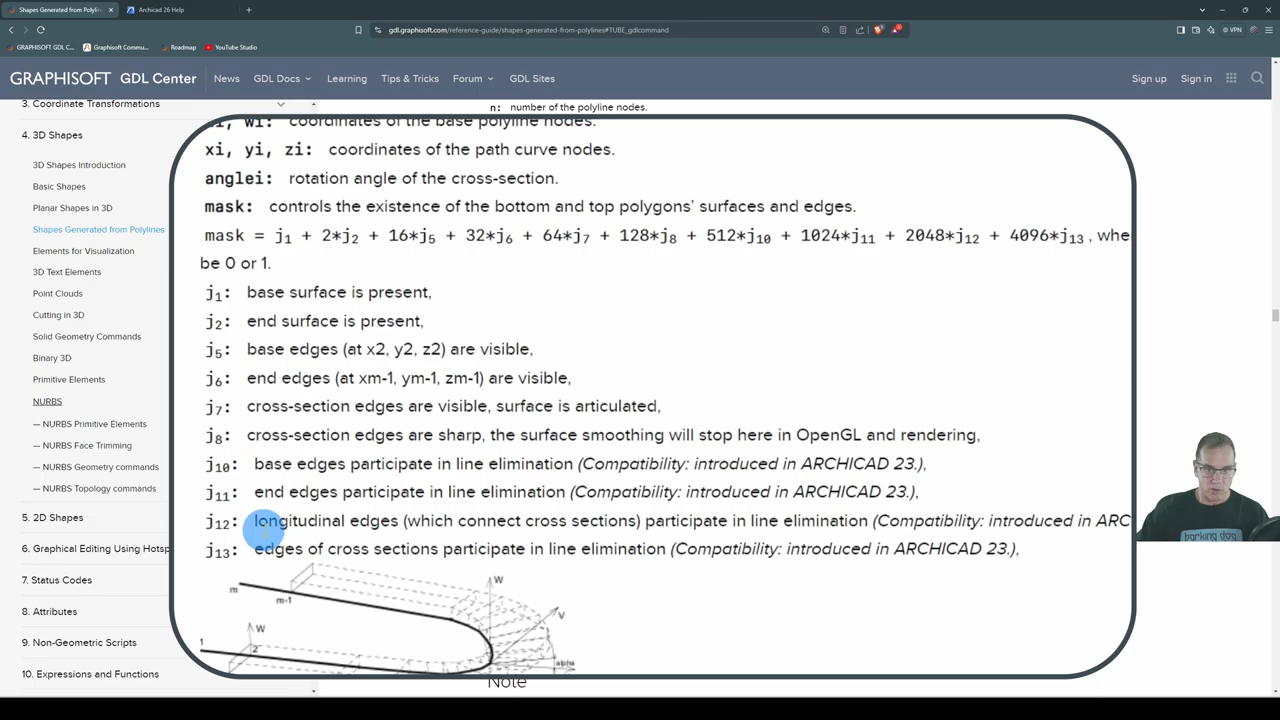 Shapes Generated from Polylin
Archicad 26 Help
gdl.graphisoft.com/reference-guide/shapes-generated-from-polylines#TUBE_gdlcommand
VPN
GRAPHISOFT GDL C...
Graphisoft Commu...
Roadmap
YouTube Studio
GRAPHISOFT GDL CENTER
News
GDL Docs
Learning
Tips & Tricks
Forum
GDL Sites
Sign up
Sign in
3. Coordinate Transformations
4. 3D Shapes
3D Shapes Introduction
Basic Shapes
Planar Shapes in 3D
Shapes Generated from Polylines
Elements for Visualization
3D Text Elements
Point Clouds
Cutting in 3D
Solid Geometry Commands
Binary 3D
Primitive Elements
NURBS
— NURBS Primitive Elements
— NURBS Face Trimming
— NURBS Geometry commands
— NURBS Topology commands
5. 2D Shapes
6. Graphical Editing Using Hotsp
7. Status Codes
8. Attributes
9. Non-Geometric Scripts
10. Expressions and Functions
n: number of the polyline nodes.
wi: coordinates of the base polyline nodes.
xi, yi, zi: coordinates of the path curve nodes.
anglei: rotation angle of the cross-section.
mask: controls the existence of the bottom and top polygons’ surfaces and edges.
mask = j1 + 2*j2 + 16*j5 + 32*j6 + 64*j7 + 128*j8 + 512*j10 + 1024*j11 + 2048*j12 + 4096*j13, whe
be 0 or 1.
j1: base surface is present,
j2: end surface is present,
j5: base edges (at x2, y2, z2) are visible,
j6: end edges (at xm-1, ym-1, zm-1) are visible,
j7: cross-section edges are visible, surface is articulated,
j8: cross-section edges are sharp, the surface smoothing will stop here in OpenGL and rendering,
j10: base edges participate in line elimination (Compatibility: introduced in ARCHICAD 23.),
j11: end edges participate in line elimination (Compatibility: introduced in ARCHICAD 23.),
j12: longitudinal edges (which connect cross sections) participate in line elimination (Compatibility: introduced in ARC
j13: edges of cross sections participate in line elimination (Compatibility: introduced in ARCHICAD 23.),
m
m-1
W
V
1
W
2
alpha
Note
barking dog